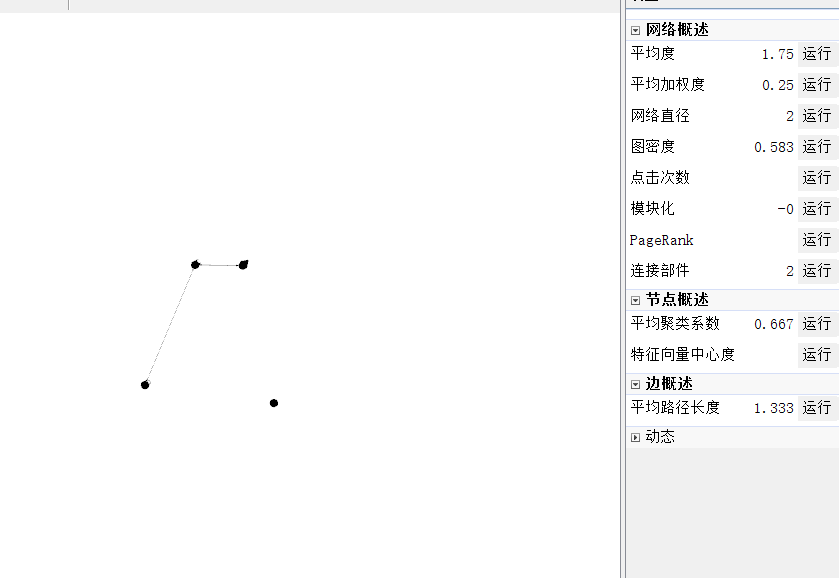 网络概述
平均度 1.75 运行
平均加权度 0.25 运行
网络直径 2 运行
图密度 0.583 运行
点击次数 运行
模块化 -0 运行
PageRank 运行
连接部件 2 运行
节点概述
平均聚类系数 0.667 运行
特征向量中心度 运行
边概述
平均路径长度 1.333 运行
动态